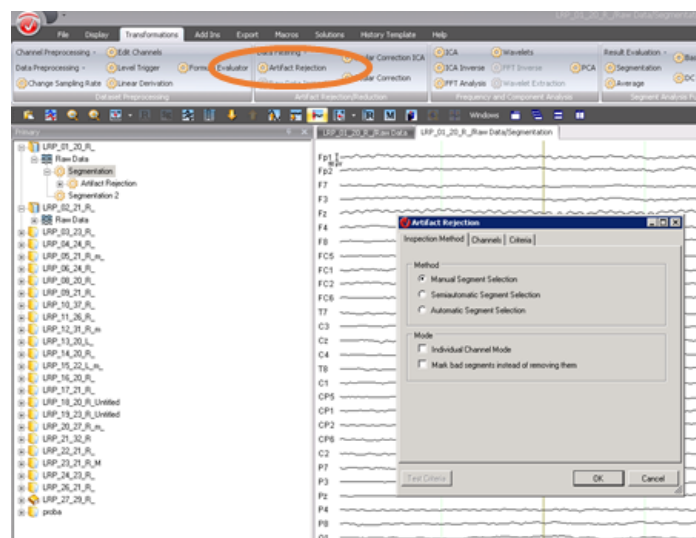 LRP_01_20_R_/Raw Data/Segmentation
File Display Transformations Add Ins Export Macros Solutions History Template Help
Channel Preprocessing Edit Channels Data Filtering Ocular Correction ICA ICA Wavelets Result Evaluation
Data Preprocessing Level Trigger Formula Evaluator Artifact Rejection ICA Inverse FFT Inverse PCA Segmentation
Change Sampling Rate Linear Derivation Ocular Correction FFT Analysis Wavelet Extraction Average DC
Dataset Preprocessing Artifact Rejection/Reduction Frequency and Component Analysis Segment Analysis
Windows
Primary
LRP_01_20_R_/Raw Data LRP_01_20_R_/Raw Data/Segmentation
LRP_01_20_R_
Raw Data
Segmentation
Artifact Rejection
Segmentation 2
LRP_02_21_R_
Raw Data
LRP_03_23_R_
LRP_04_24_R_
LRP_05_21_R_m_
LRP_06_24_R_
LRP_08_20_R_
LRP_09_21_R_
LRP_10_37_R_
LRP_11_26_R_
LRP_12_31_R_m
LRP_13_20_L_
LRP_14_20_R_
LRP_15_22_L_m_
LRP_16_20_R_
LRP_17_21_R_
LRP_18_20_R_Untitled
LRP_19_23_R_Untitled
LRP_20_27_R_m_
LRP_21_32_R
LRP_22_21_R_
LRP_23_21_R_M
LRP_24_23_R_
LRP_26_21_R_
LRP_27_29_R_
proba
Fp1
Fp2
F7
F3
Fz
F4
F8
FC5
FC1
FC2
FC6
T7
C3
Cz
C4
T8
C1
CP5
CP1
CP2
CP6
C2
P7
P3
Pz
P4
P8
O1
Artifact Rejection
Inspection Method Channels Criteria
Method
Manual Segment Selection
Semiautomatic Segment Selection
Automatic Segment Selection
Mode
Individual Channel Mode
Mark bad segments instead of removing them
Test Criteria OK Cancel